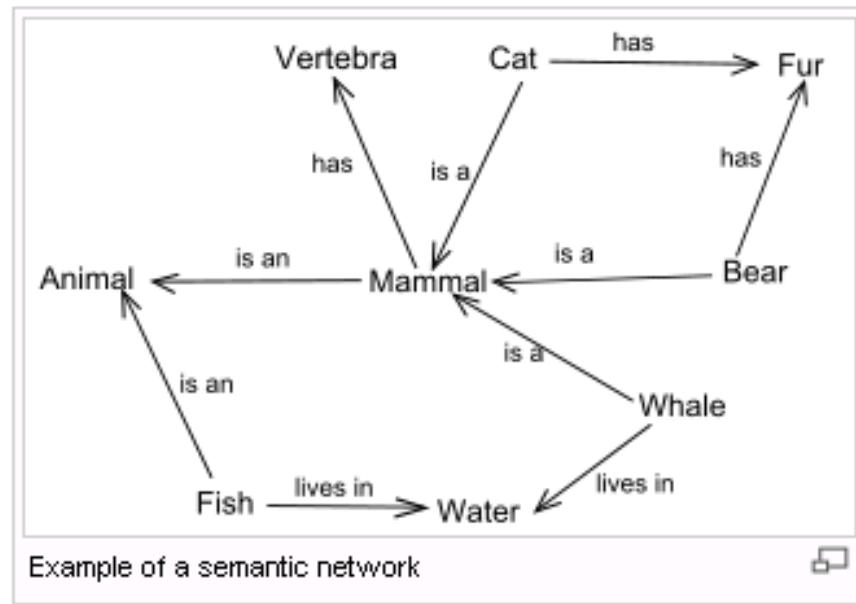 Vertebra
Cat
has
Fur
has
is a
has
Animal
is an
Mammal
is a
Bear
is a
is an
Whale
Fish
lives in
Water
lives in
Example of a semantic network